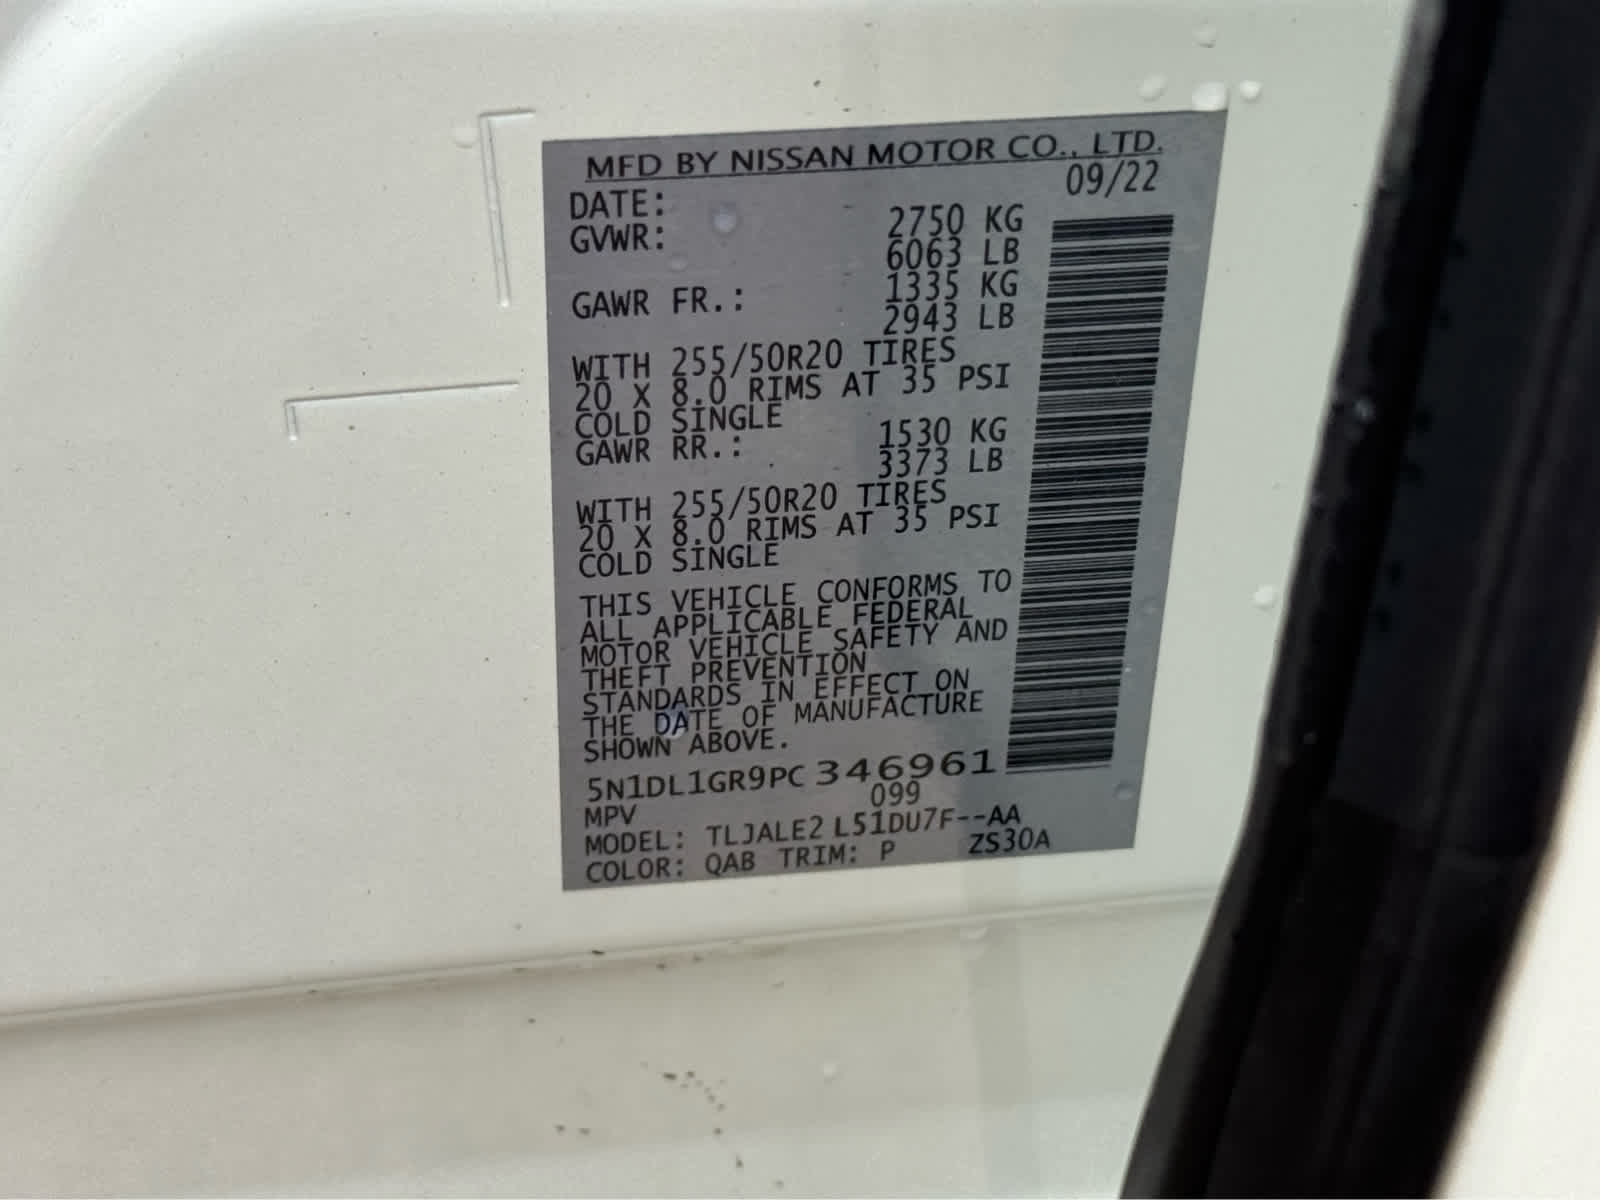 MFD BY NISSAN MOTOR CO., LTD.
DATE: 09/22
GVWR: 2750 KG
6063 LB
GAWR FR.: 1335 KG
2943 LB
WITH 255/50R20 TIRES
20 X 8.0 RIMS AT 35 PSI
COLD SINGLE
GAWR RR.: 1530 KG
3373 LB
WITH 255/50R20 TIRES
20 X 8.0 RIMS AT 35 PSI
COLD SINGLE
THIS VEHICLE CONFORMS TO
ALL APPLICABLE FEDERAL
MOTOR VEHICLE SAFETY AND
THEFT PREVENTION
STANDARDS IN EFFECT ON
THE DATE OF MANUFACTURE
SHOWN ABOVE.
5N1DL1GR9PC346961
MPV 099
MODEL: TLJALE2 L51DU7F--AA
COLOR: QAB TRIM: P ZS30A